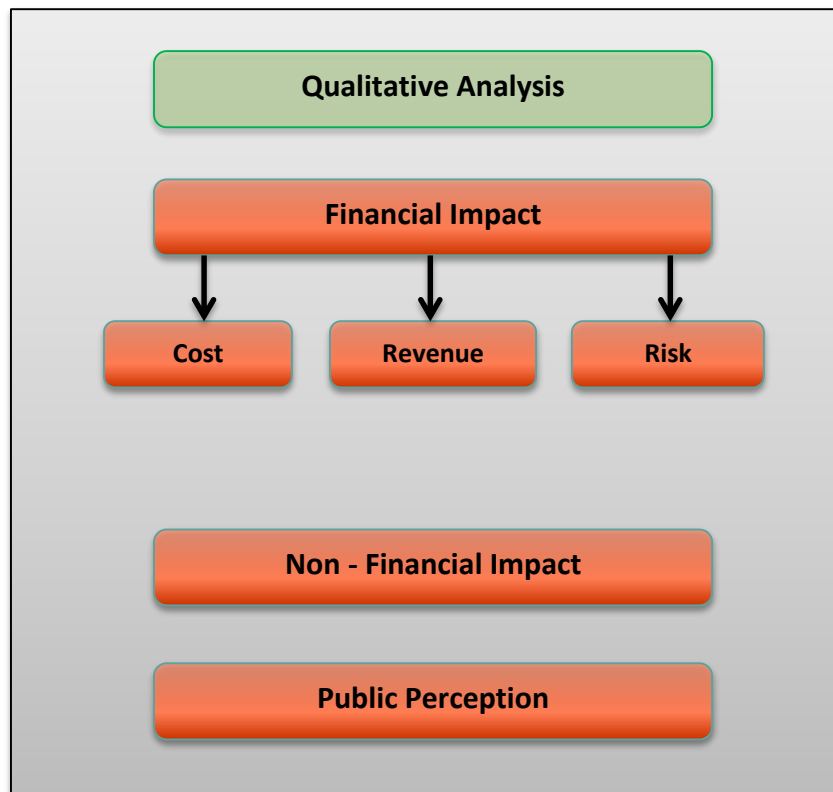 Qualitative Analysis
Financial Impact
Cost
Revenue
Risk
Non - Financial Impact
Public Perception